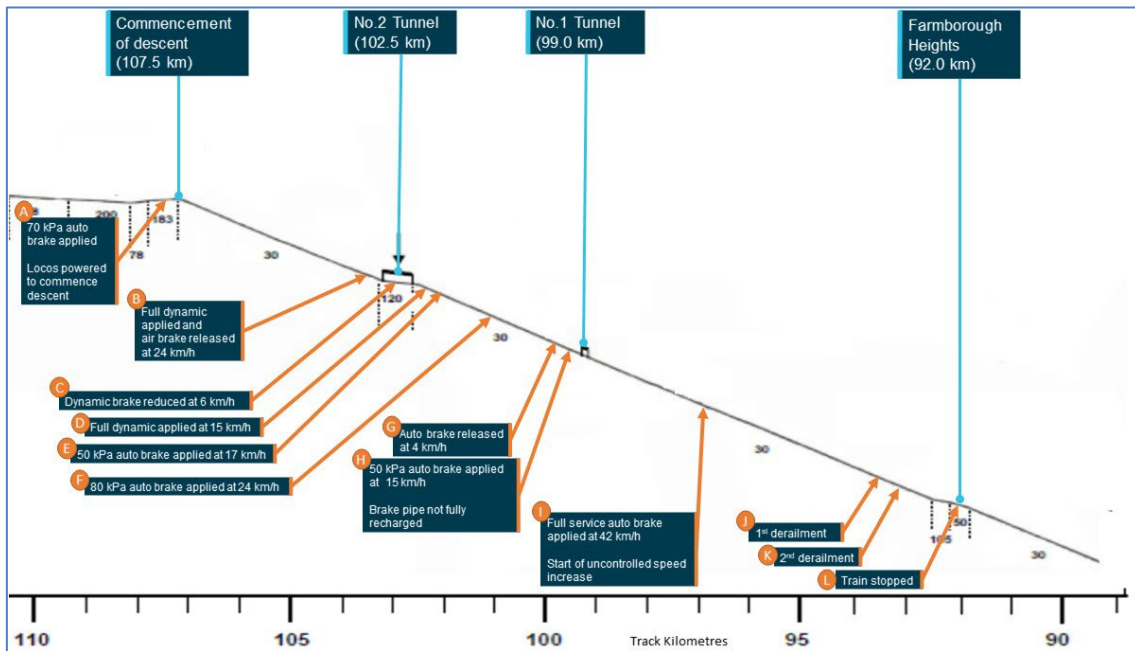 Commencement
of descent
(107.5 km)
No.2 Tunnel
(102.5 km)
No.1 Tunnel
(99.0 km)
Farmborough
Heights
(92.0 km)
A
70 kPa auto
brake applied
Locos powered
to commence
descent
200
183
78
30
B
Full dynamic
applied and
air brake released
at 24 km/h
120
30
C
Dynamic brake reduced at 6 km/h
D
Full dynamic applied at 15 km/h
E
50 kPa auto brake applied at 17 km/h
F
80 kPa auto brake applied at 24 km/h
G
Auto brake released
at 4 km/h
H
50 kPa auto brake applied
at 15 km/h
Brake pipe not fully
recharged
I
Full service auto brake
applied at 42 km/h
Start of uncontrolled speed
increase
30
J
1st derailment
K
2nd derailment
L
Train stopped
50
30
110
105
100
Track Kilometres
95
90